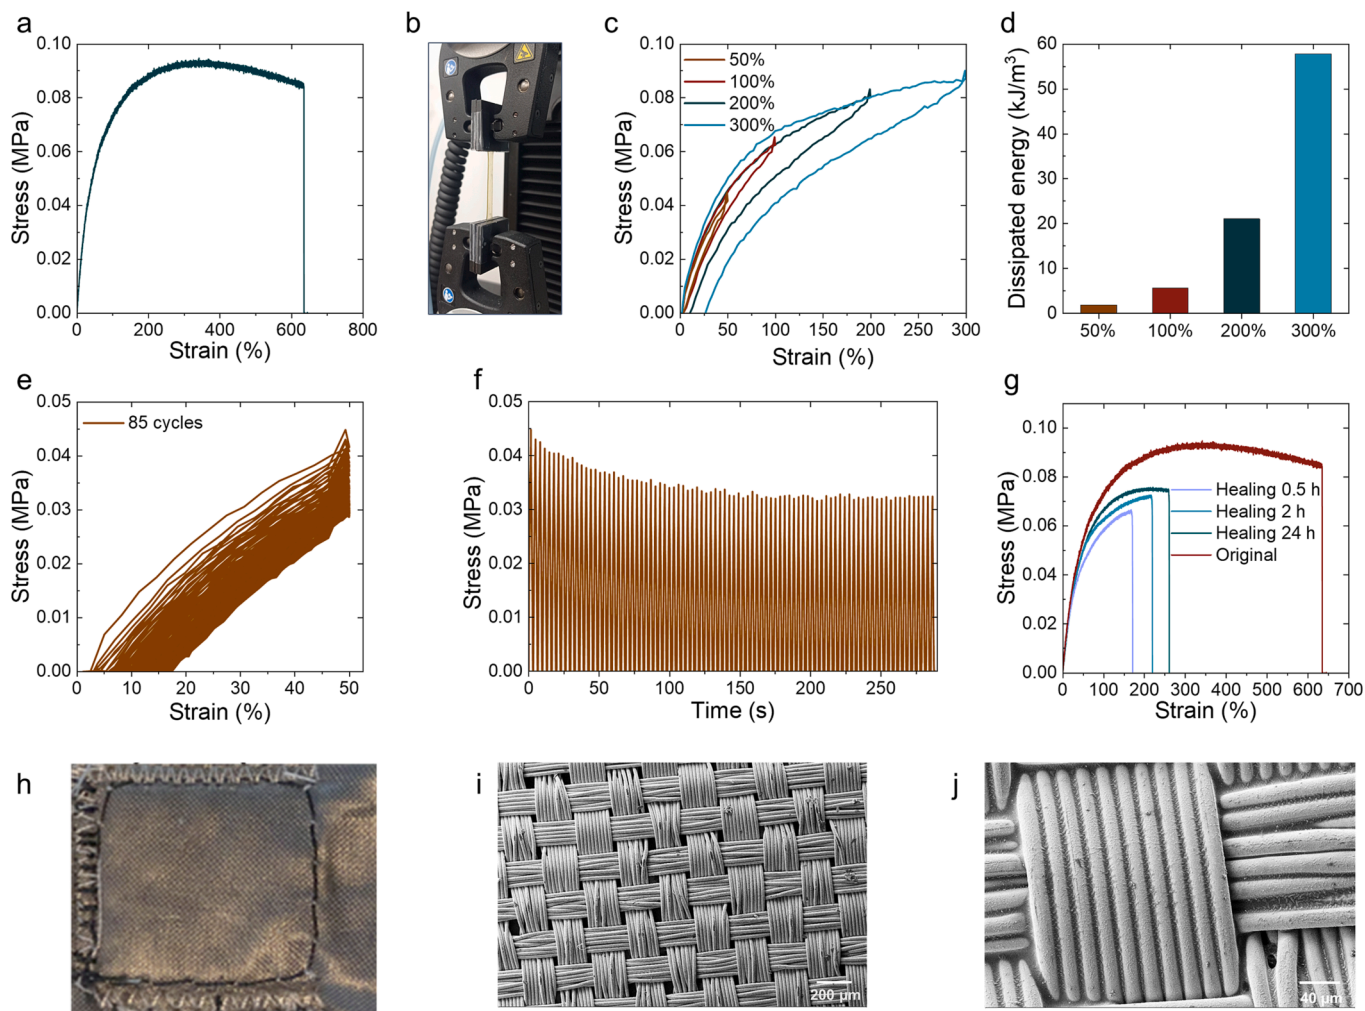 a
0.10
0.08
0.06
0.04
0.02
0.00
0
200
400
600
800
Stress (MPa)
Strain (%)
b
c
0.10
0.08
0.06
0.04
0.02
0.00
50%
100%
200%
300%
0
50
100
150
200
250
300
Stress (MPa)
Strain (%)
d
60
50
40
30
20
10
0
50%
100%
200%
300%
Dissipated energy (kJ/m³)
e
0.05
0.04
0.03
0.02
0.01
0.00
85 cycles
0
10
20
30
40
50
Stress (MPa)
Strain (%)
f
0.05
0.04
0.03
0.02
0.01
0.00
0
50
100
150
200
250
Stress (MPa)
Time (s)
g
0.10
0.08
0.06
0.04
0.02
0.00
Healing 0.5 h
Healing 2 h
Healing 24 h
Original
0
100
200
300
400
500
600
700
Stress (MPa)
Strain (%)
h
i
200 μm
j
40 μm